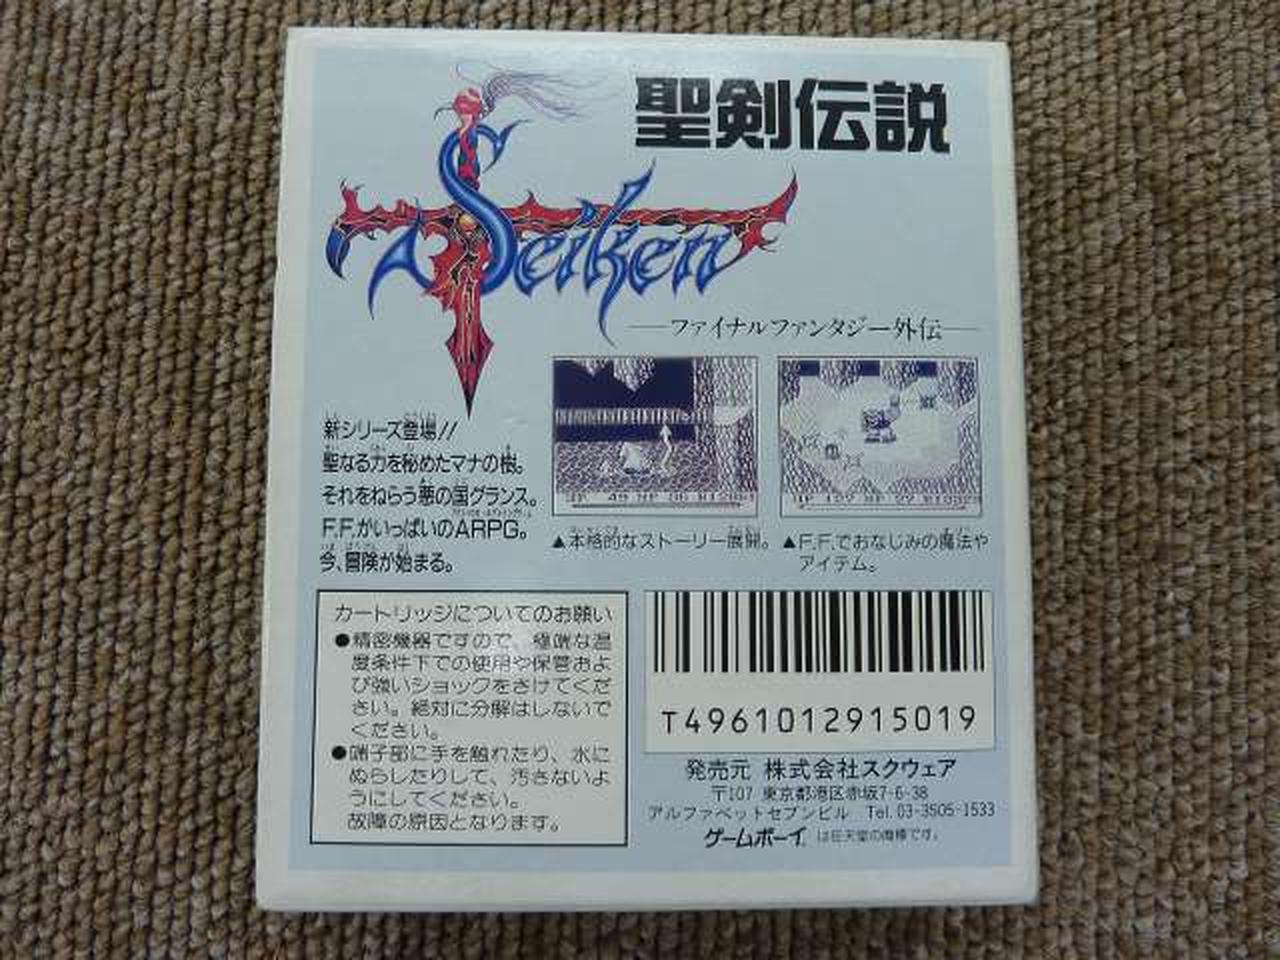 聖剣伝説
Seiken
ファイナルファンタジー外伝
新シリーズ登場!!
聖なる力を秘めたマナの樹。
それをねらう悪の国グランス。
F.F.がいっぱいのARPG。
今、冒険が始まる。
▲本格的なストーリー展開。
▲F.F.でおなじみの魔法や
アイテム。
カートリッジについてのお願い
●精密機器ですので、極端な温
度条件下での使用や保管およ
び強いショックをさけてくだ
さい。絶対に分解はしないで
ください。
●端子部に手を触れたり、水に
ぬらしたりして、汚さないよ
うにしてください。
故障の原因となります。
T4961012915019
発売元 株式会社スクウェア
〒107 東京都港区赤坂7-6-38
アルファベットセブンビル Tel.03-3505-1533
ゲームボーイ は任天堂の商標です。